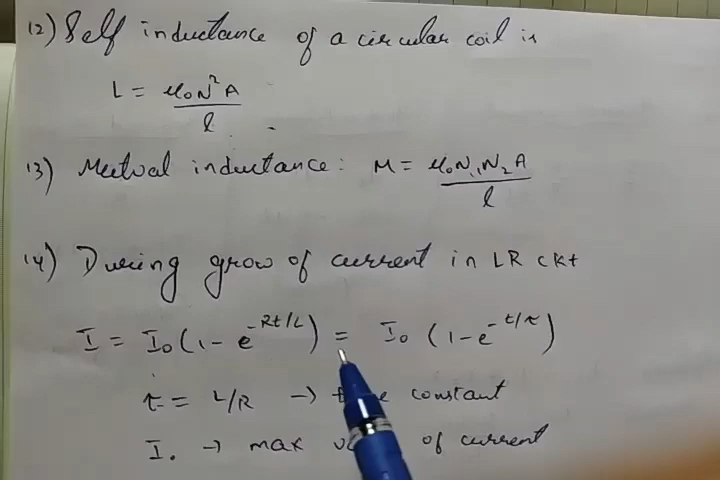 12) Self inductance of a circular coil is
L = μ₀N²A / l
13) Mutual inductance: M = μ₀N₁N₂A / l
14) During grow of current in LR ckt
I = I₀(1-e^-Rt/L) = I₀(1-e^-t/τ)
τ = L/R → constant
I₀ → max of current